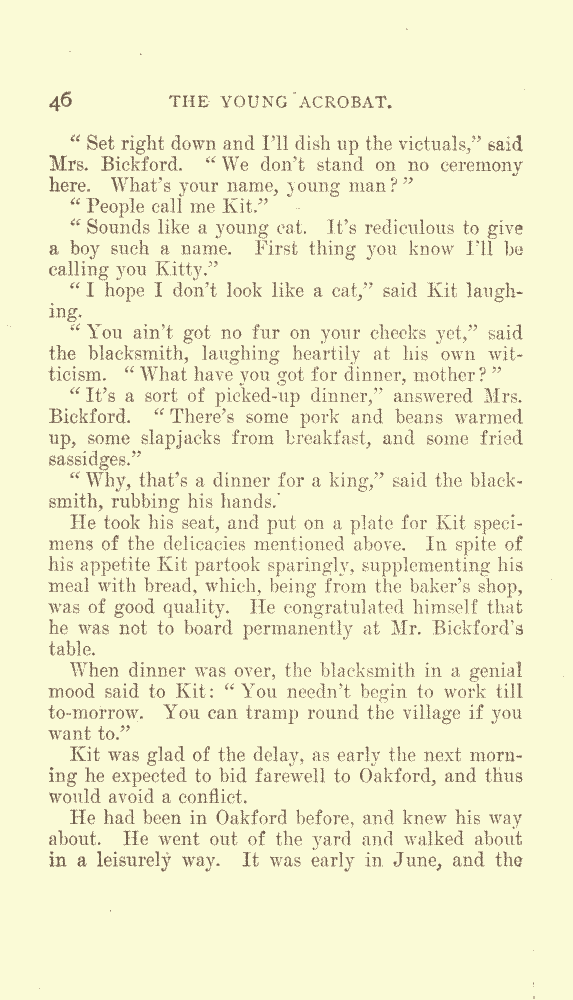 46 THE YOUNG ACROBAT.
“Set right down and I’ll dish up the victuals,” said
Mrs. Bickford. “We don’t stand on no ceremony
here. What’s your name, young man?”
“People call me Kit.”
“Sounds like a young cat. It’s rediculous to give
a boy such a name. First thing you know I’ll be
calling you Kitty.”
“I hope I don’t look like a cat,” said Kit laugh-
ing.
“You ain’t got no fur on your cheeks yet,” said
the blacksmith, laughing heartily at his own wit-
ticism. “What have you got for dinner, mother?”
“It’s a sort of picked-up dinner,” answered Mrs.
Bickford. “There’s some pork and beans warmed
up, some slapjacks from breakfast, and some fried
sassidges.”
“Why, that’s a dinner for a king,” said the black-
smith, rubbing his hands.
He took his seat, and put on a plate for Kit speci-
mens of the delicacies mentioned above. In spite of
his appetite Kit partook sparingly, supplementing his
meal with bread, which, being from the baker’s shop,
was of good quality. He congratulated himself that
he was not to board permanently at Mr. Bickford’s
table.
When dinner was over, the blacksmith in a genial
mood said to Kit: “You needn’t begin to work till
to-morrow. You can tramp round the village if you
want to.”
Kit was glad of the delay, as early the next morn-
ing he expected to bid farewell to Oakford, and thus
would avoid a conflict.
He had been in Oakford before, and knew his way
about. He went out of the yard and walked about
in a leisurely way. It was early in June, and the